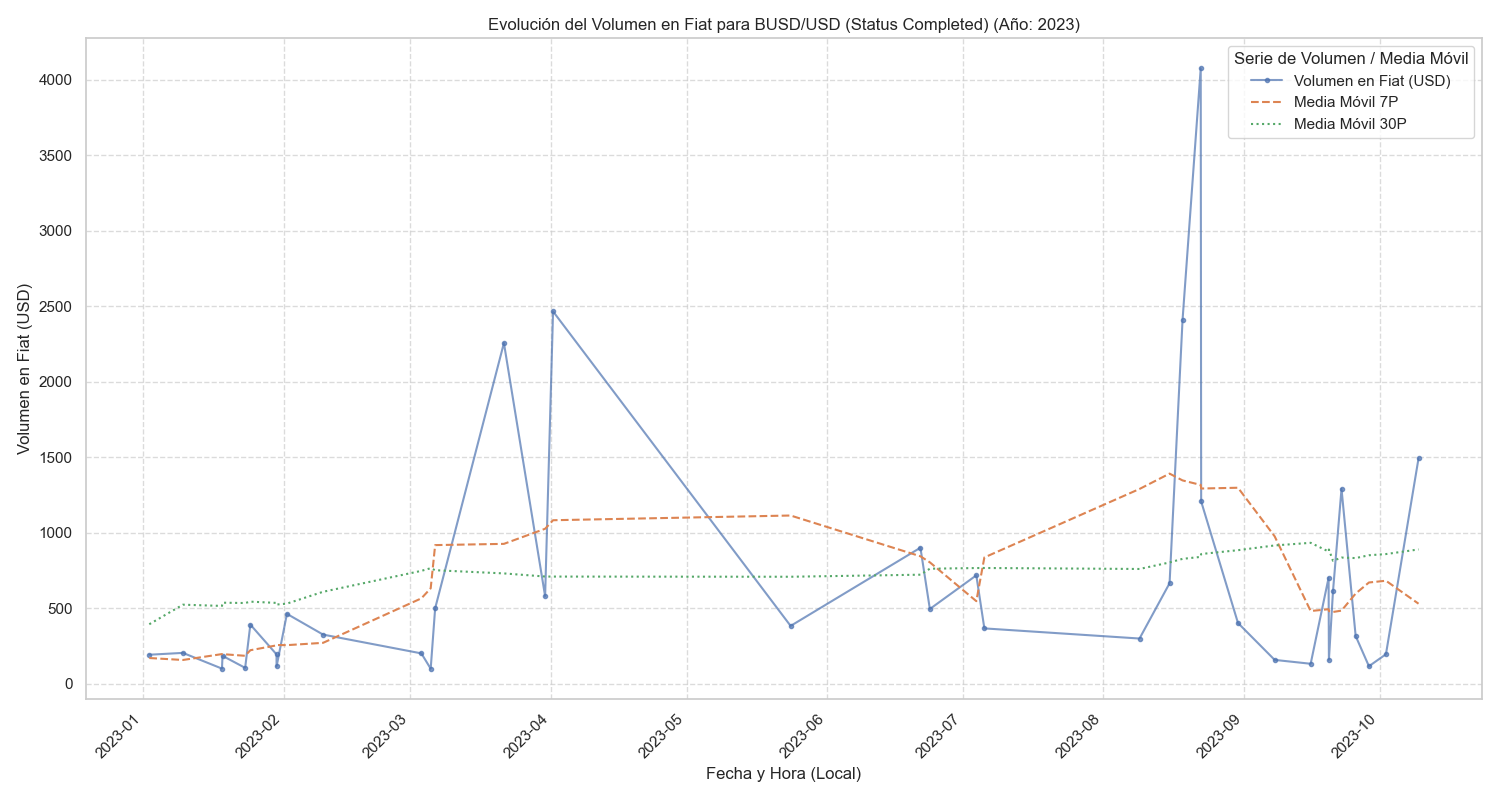 Evolución del Volumen en Fiat para BUSD/USD (Status Completed) (Año: 2023)
Serie de Volumen / Media Móvil
Volumen en Fiat (USD)
Media Móvil 7P
Media Móvil 30P
Volumen en Fiat (USD)
4000
3500
3000
2500
2000
1500
1000
500
0
2023-01
2023-02
2023-03
2023-04
2023-05
2023-06
2023-07
2023-08
2023-09
2023-10
Fecha y Hora (Local)